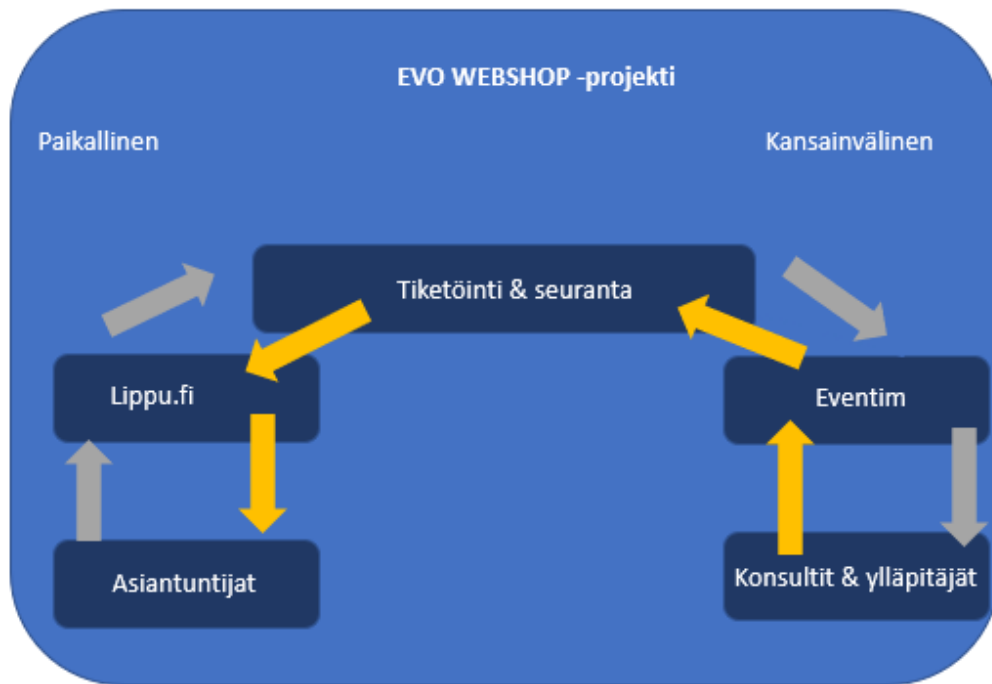 EVO WEBSHOP -projekti
Paikallinen
Kansainvälinen
Tiketöinti & seuranta
Lippu.fi
Eventim
Asiantuntijat
Konsultit & ylläpitäjät